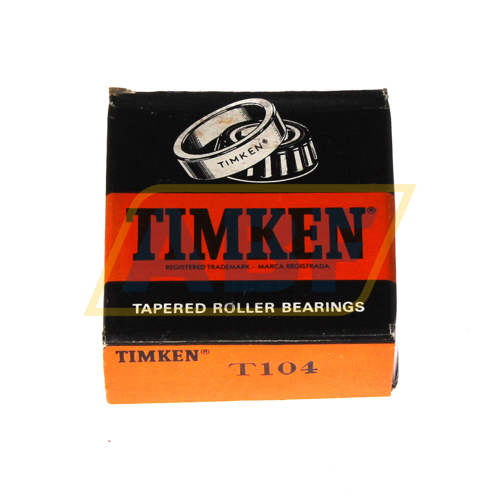 TIMKEN®
TIMKEN®
REGISTERED TRADEMARK – MARCA REGISTRADA
TAPERED ROLLER BEARINGS
TIMKEN®
T104